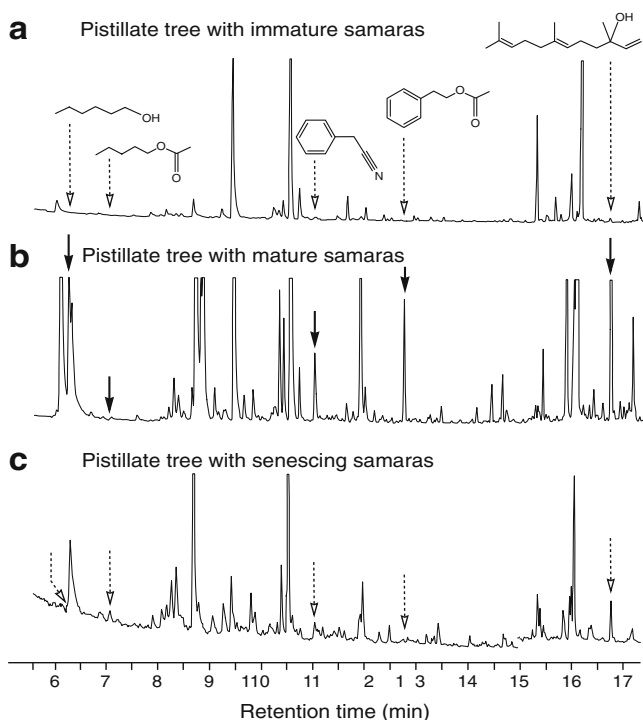 a Pistillate tree with immature samaras
OH
OH
O
O
N
O
O
b Pistillate tree with mature samaras
c Pistillate tree with senescing samaras
6 7 8 9 110 11 2 1 3 14 15 16 17
Retention time (min)